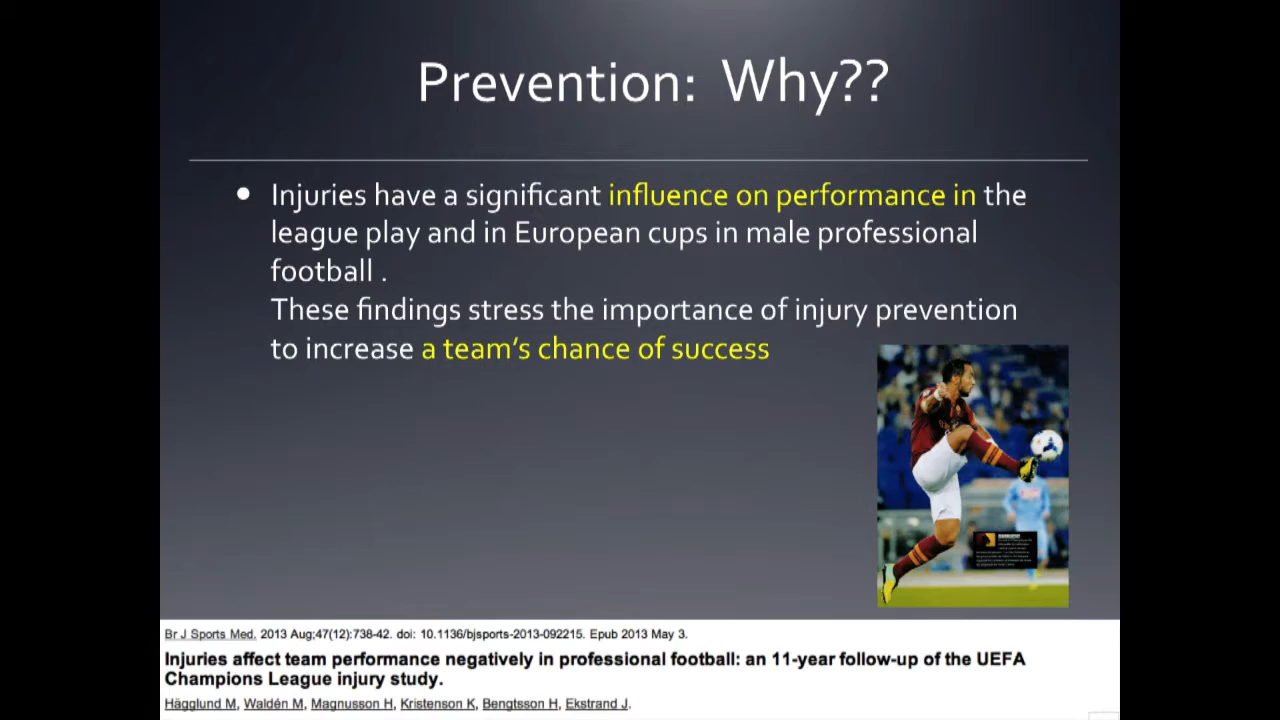 Prevention: Why??
• Injuries have a significant influence on performance in the
league play and in European cups in male professional
football .
These findings stress the importance of injury prevention
to increase a team’s chance of success
Br J Sports Med. 2013 Aug;47(12):738-42. doi: 10.1136/bjsports-2013-092215. Epub 2013 May 3.
Injuries affect team performance negatively in professional football: an 11-year follow-up of the UEFA
Champions League injury study.
Hägglund M, Waldén M, Magnusson H, Kristenson K, Bengtsson H, Ekstrand J.